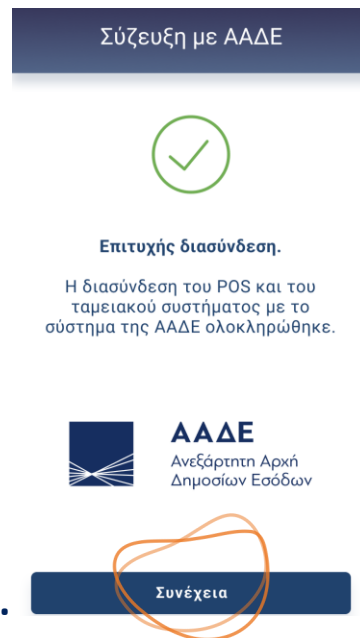 Σύζευξη με ΑΑΔΕ
Επιτυχής διασύνδεση.
Η διασύνδεση του POS και του
ταμειακού συστήματος με το
σύστημα της ΑΑΔΕ ολοκληρώθηκε.
ΑΑΔΕ
Ανεξάρτητη Αρχή
Δημοσίων Εσόδων
Συνέχεια
.